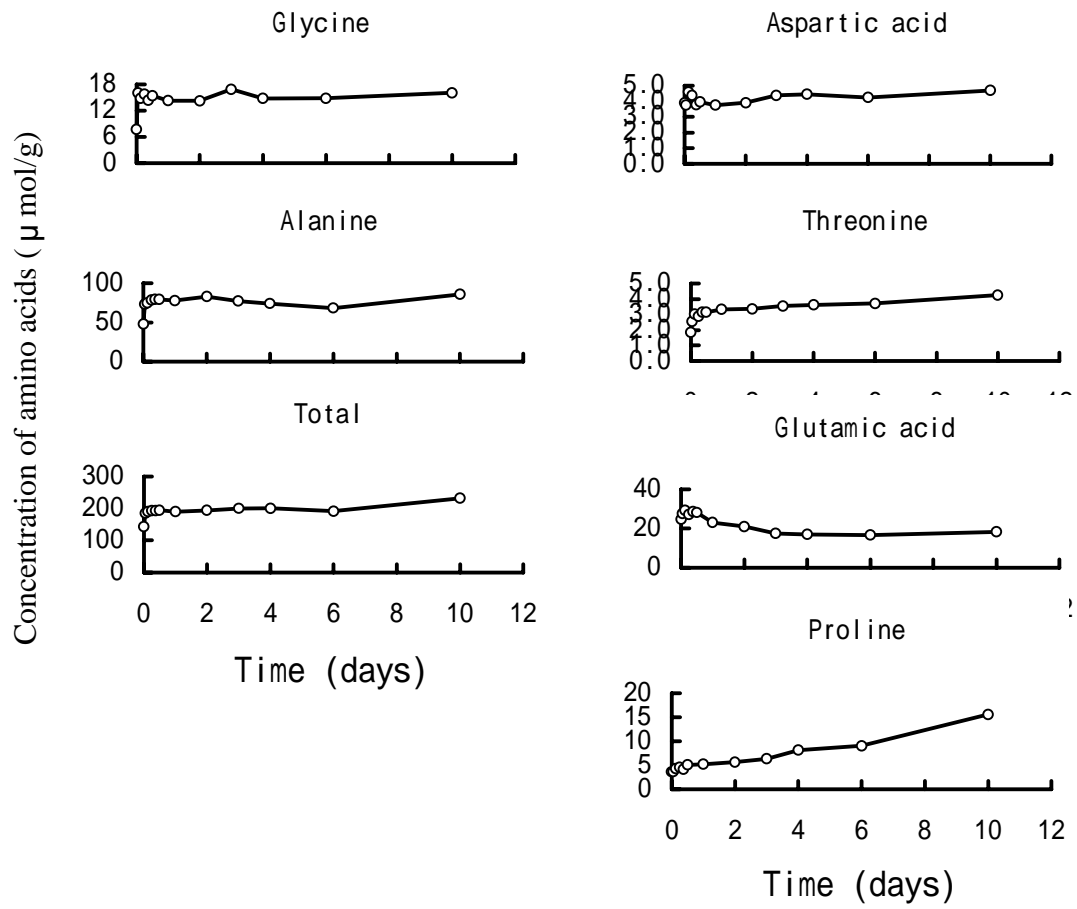 Concentration of amino acids ( μ mol/g)
Glycine
18
12
6
0
Alanine
100
50
0
Total
300
200
100
0
0 2 4 6 8 10 12
Time (days)
Aspartic acid
5.0
4.0
3.0
2.0
1.0
0.0
Threonine
5.0
4.0
3.0
2.0
1.0
0.0
Glutamic acid
40
20
0
Proline
20
15
10
5
0
0 2 4 6 8 10 12
Time (days)